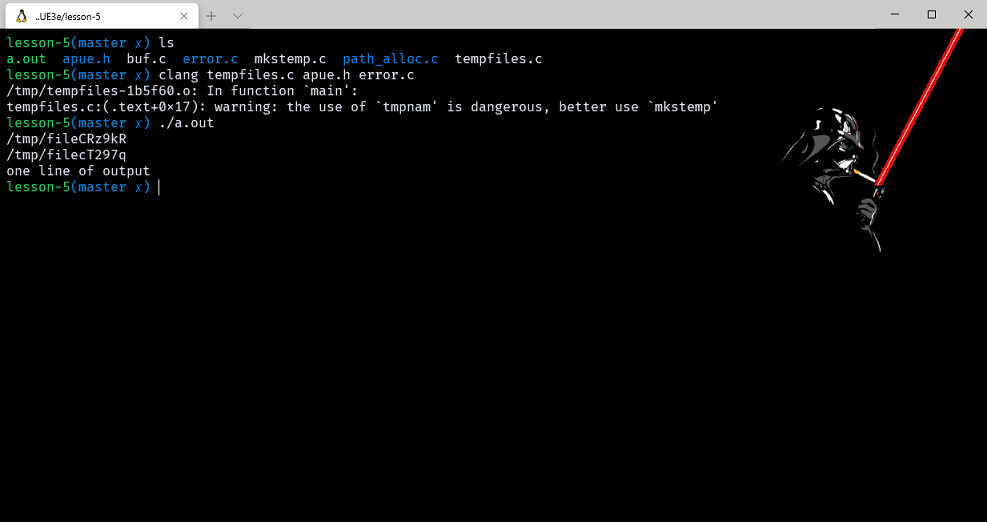 ..UE3e/lesson-5
lesson-5(master x) ls
a.out apue.h buf.c error.c mkstemp.c path_alloc.c tempfiles.c
lesson-5(master x) clang tempfiles.c apue.h error.c
/tmp/tempfiles-1b5f60.o: In function `main':
tempfiles.c:(.text+0x17): warning: the use of `tmpnam' is dangerous, better use `mkstemp'
lesson-5(master x) ./a.out
/tmp/fileCRz9kR
/tmp/filecT297q
one line of output
lesson-5(master x)